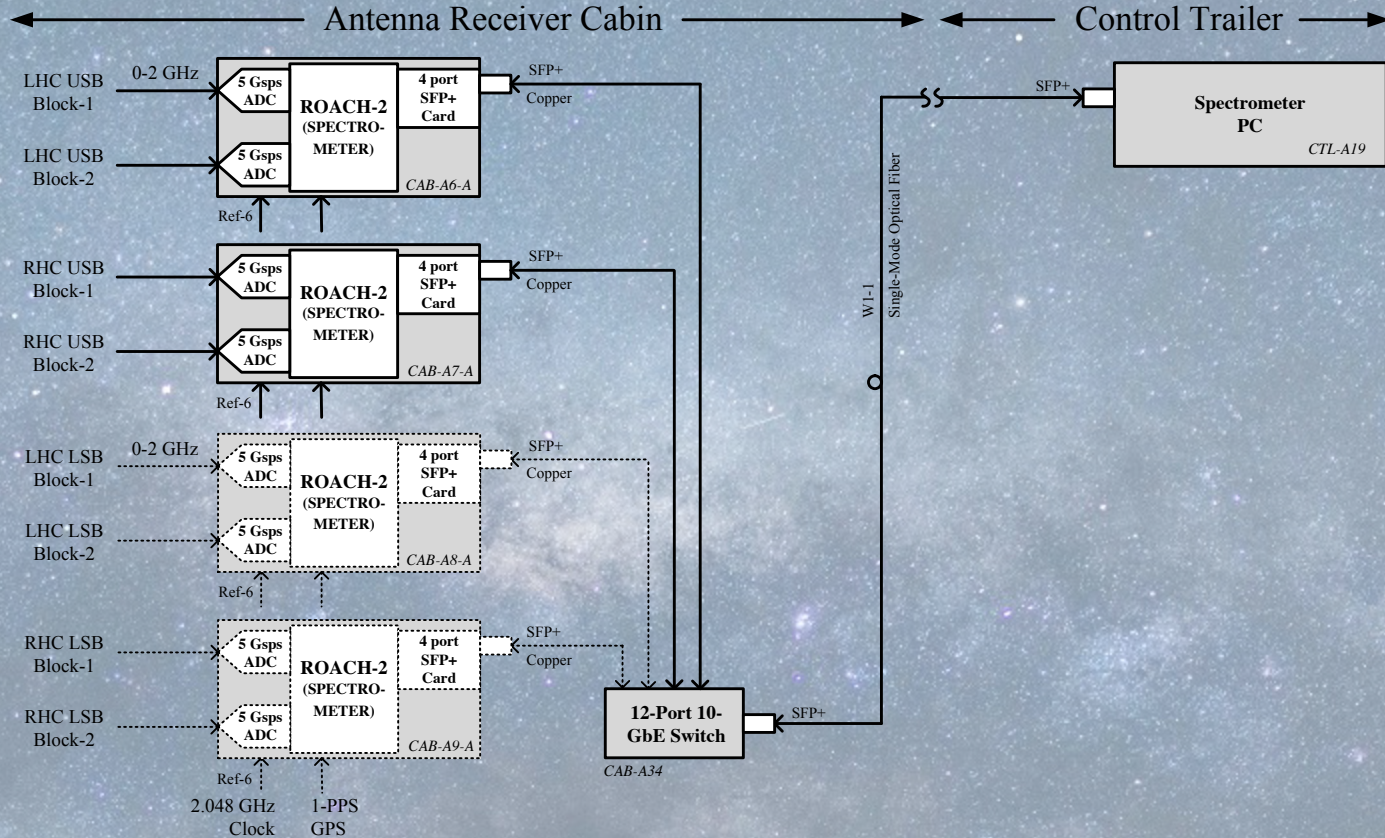 Antenna Receiver Cabin
Control Trailer
LHC USB
Block-1
0-2 GHz
5 Gsps
ADC
ROACH-2
(SPECTRO-
METER)
4 port
SFP+
Card
SFP+
Copper
LHC USB
Block-2
5 Gsps
ADC
CAB-A6-A
Ref-6
SFP+
Spectrometer
PC
CTL-A19
RHC USB
Block-1
5 Gsps
ADC
ROACH-2
(SPECTRO-
METER)
4 port
SFP+
Card
SFP+
Copper
RHC USB
Block-2
5 Gsps
ADC
CAB-A7-A
Ref-6
W1-1
Single-Mode Optical Fiber
LHC LSB
Block-1
0-2 GHz
5 Gsps
ADC
ROACH-2
(SPECTRO-
METER)
4 port
SFP+
Card
SFP+
Copper
LHC LSB
Block-2
5 Gsps
ADC
CAB-A8-A
Ref-6
RHC LSB
Block-1
5 Gsps
ADC
ROACH-2
(SPECTRO-
METER)
4 port
SFP+
Card
SFP+
Copper
RHC LSB
Block-2
5 Gsps
ADC
CAB-A9-A
Ref-6
2.048 GHz
Clock
1-PPS
GPS
12-Port 10-
GbE Switch
SFP+
CAB-A34